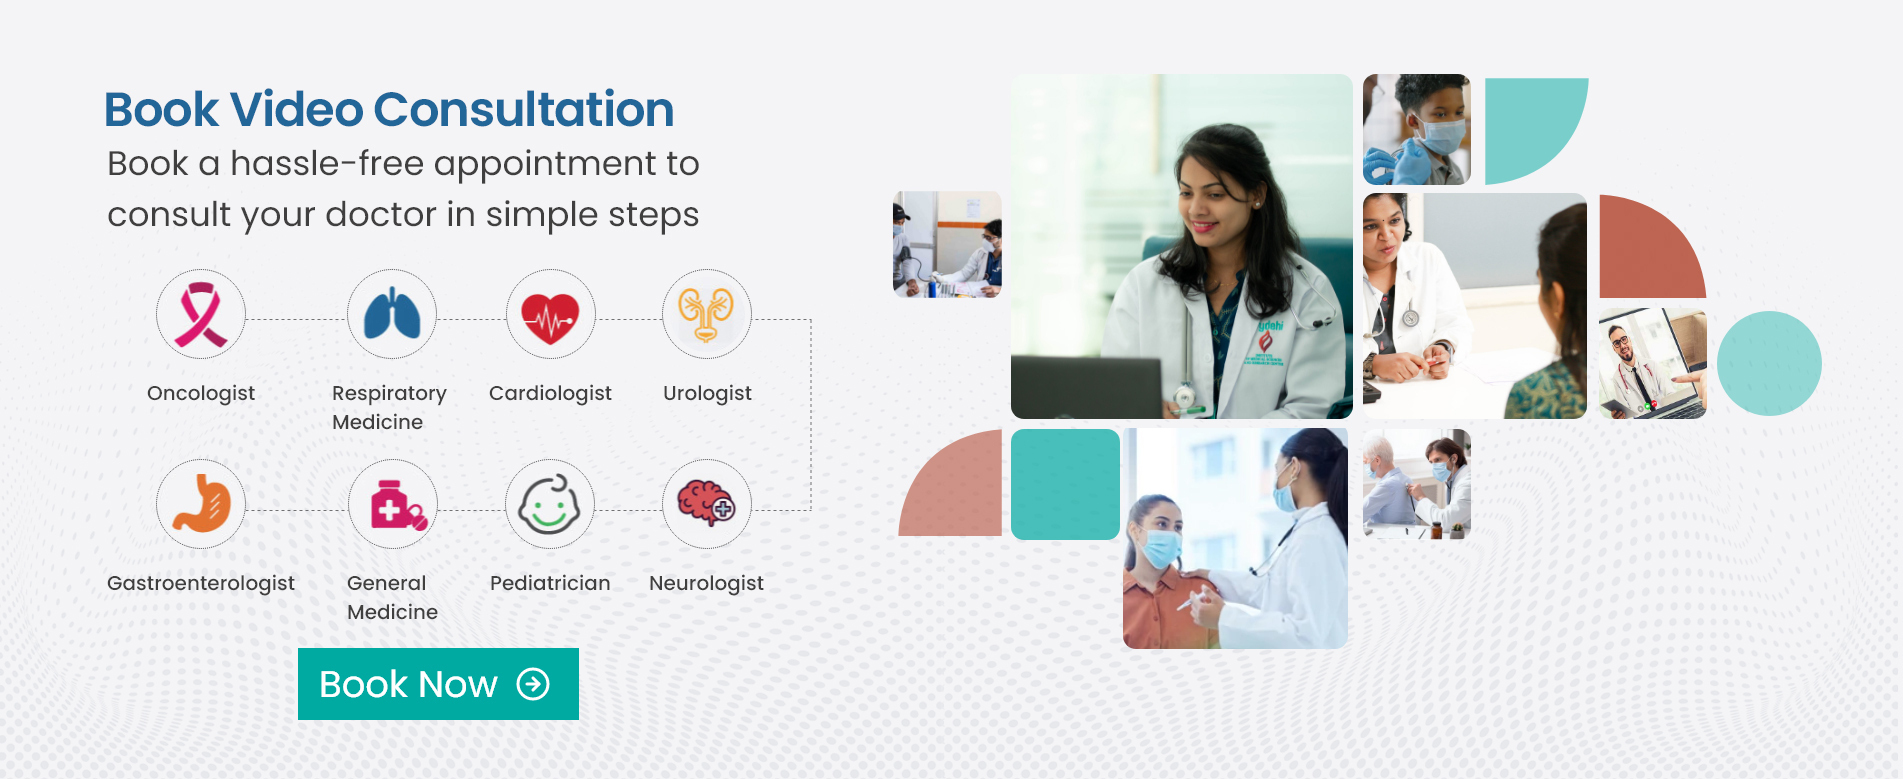 Book Video Consultation
Book a hassle-free appointment to
consult your doctor in simple steps
Oncologist
Respiratory
Medicine
Cardiologist
Urologist
Gastroenterologist
General
Medicine
Pediatrician
Neurologist
Book Now